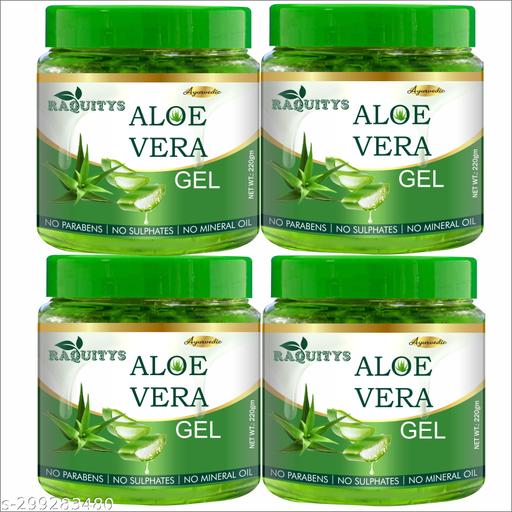 RAQUITYS
Ayurvedic
ALOE
VERA
GEL
NET WT.: 220gm
NO PARABENS | NO SULPHATES | NO MINERAL OIL
RAQUITYS
Ayurvedic
ALOE
VERA
GEL
NET WT.: 220gm
NO PARABENS | NO SULPHATES | NO MINERAL OIL
RAQUITYS
Ayurvedic
ALOE
VERA
GEL
NET WT.: 220gm
NO PARABENS | NO SULPHATES | NO MINERAL OIL
RAQUITYS
Ayurvedic
ALOE
VERA
GEL
NET WT.: 220gm
NO PARABENS | NO SULPHATES | NO MINERAL OIL
s-299283480